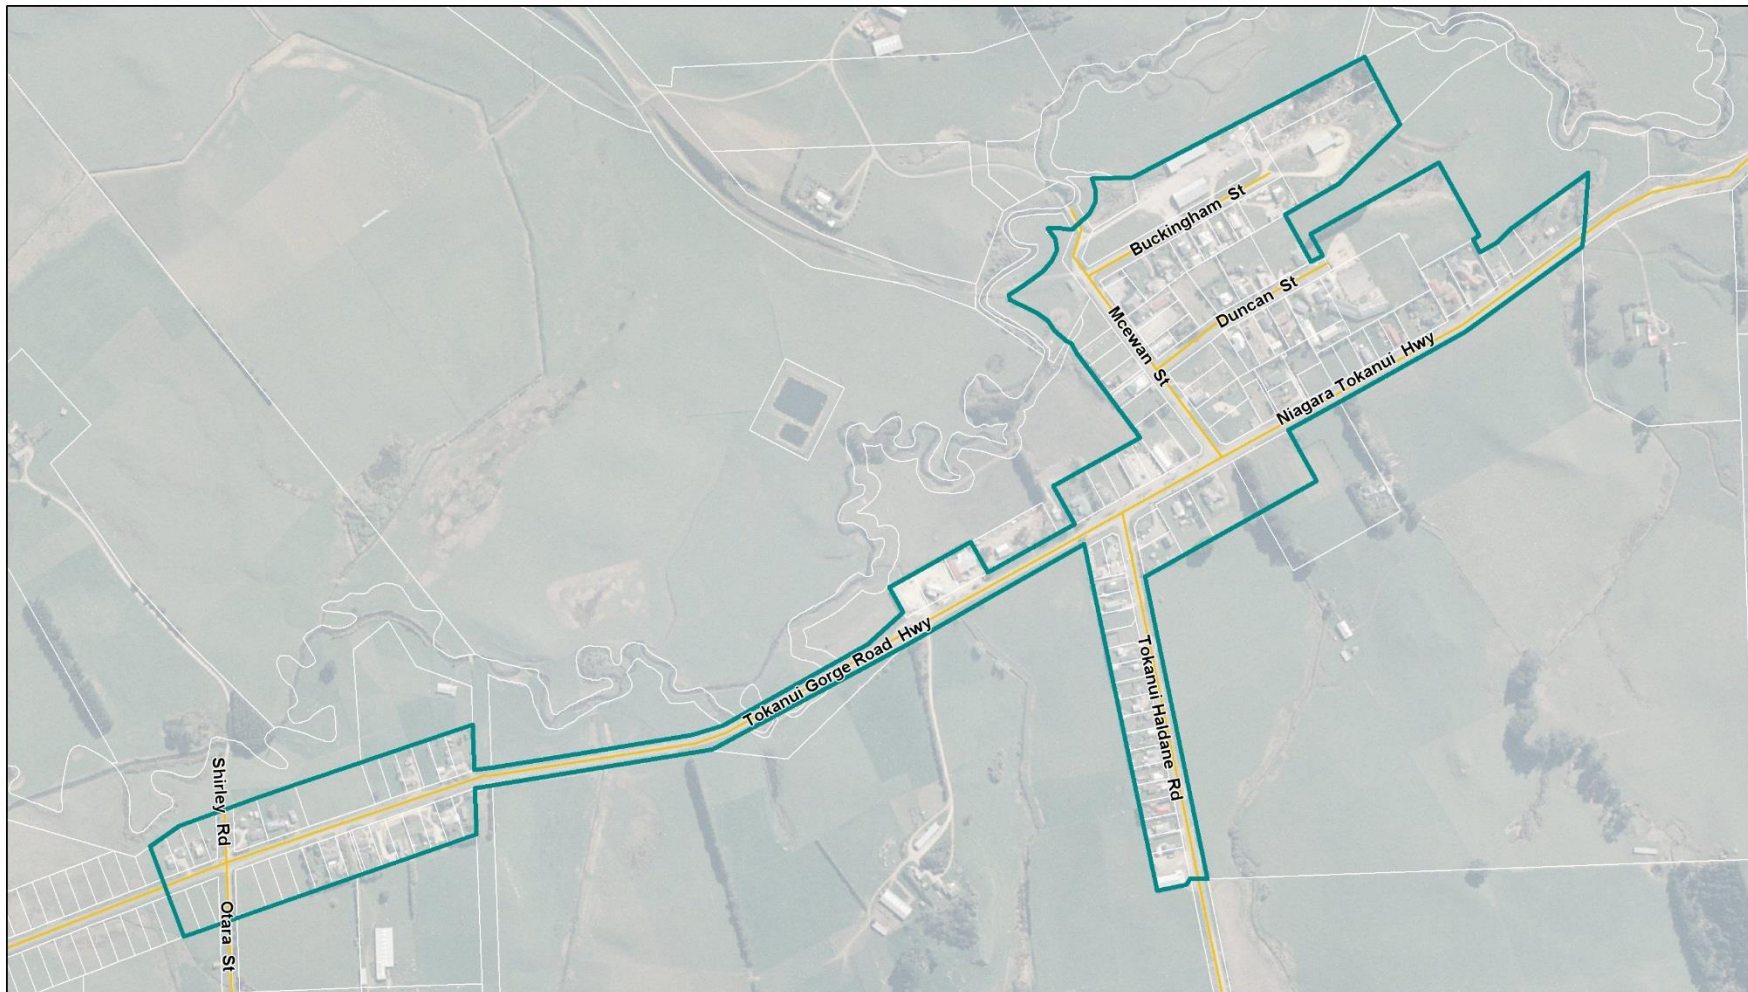 Buckingham St
Duncan St
Mcewan St
Niagara Tokanui Hwy
Tokanui Gorge Road Hwy
Tokanui Haldane Rd
Shirley Rd
Otara St